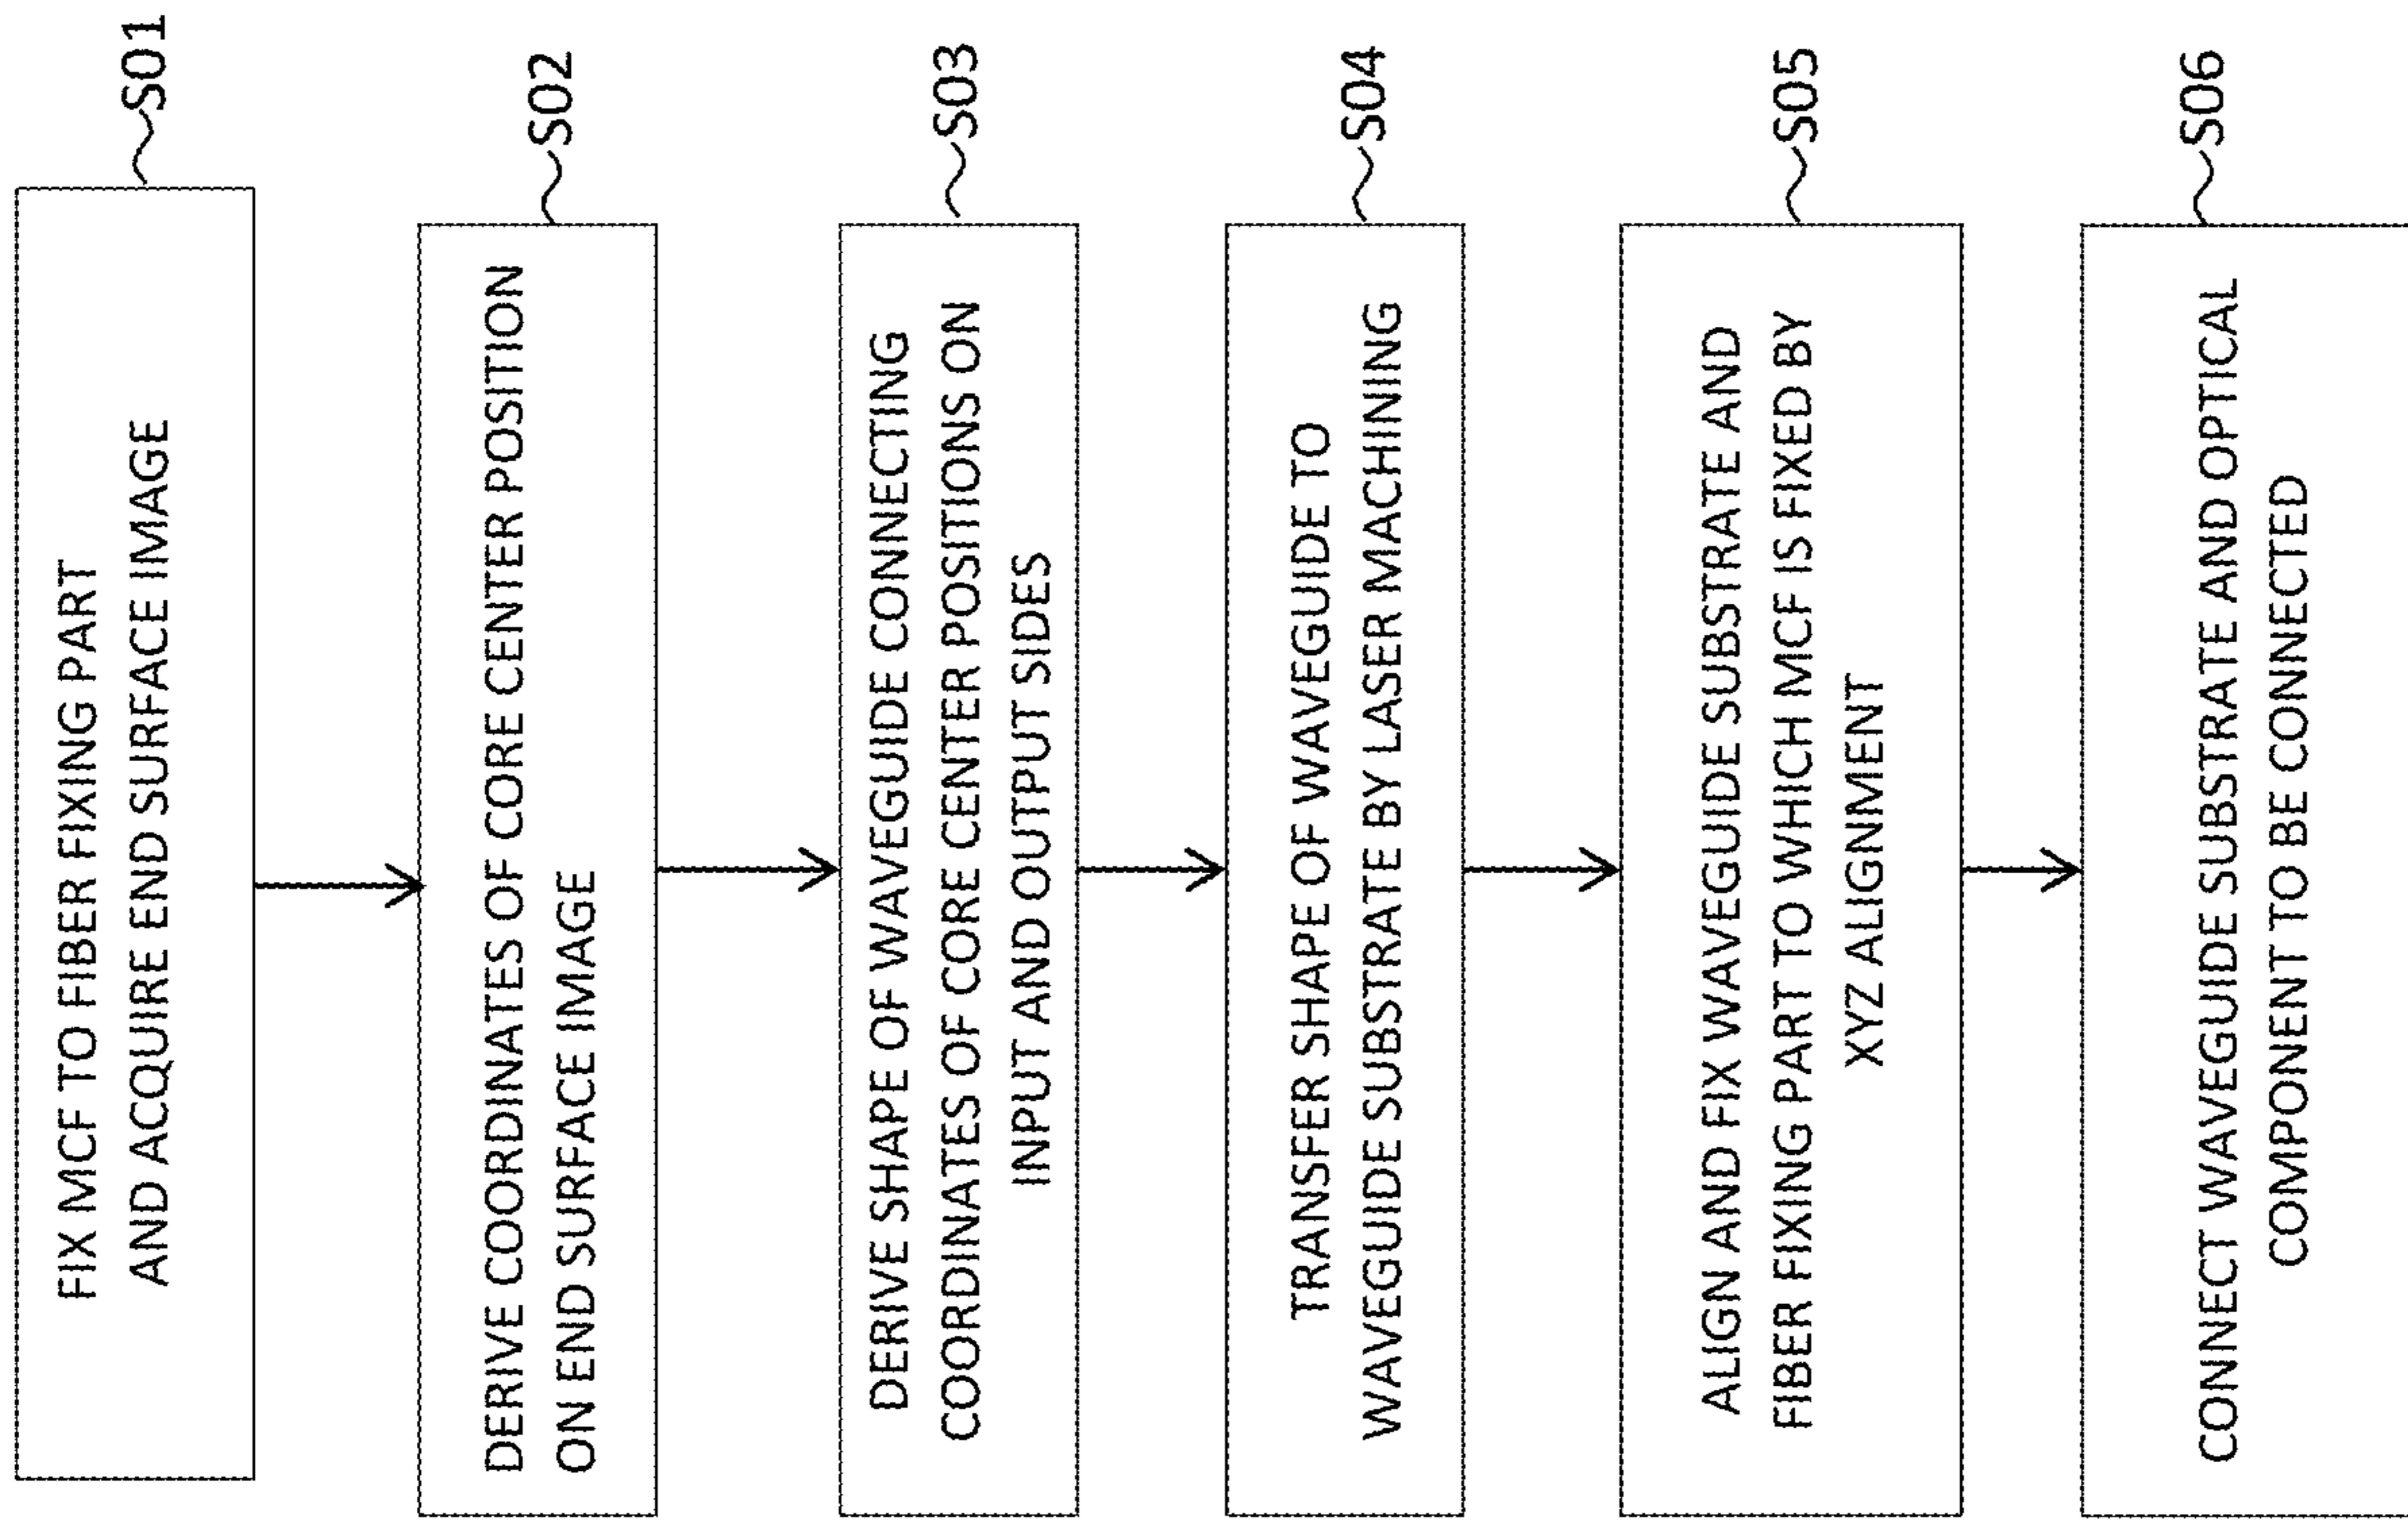 FIX MCF TO FIBER FIXING PART
AND ACQUIRE END SURFACE IMAGE
S01
DERIVE COORDINATES OF CORE CENTER POSITION
ON END SURFACE IMAGE
S02
DERIVE SHAPE OF WAVEGUIDE CONNECTING
COORDINATES OF CORE CENTER POSITIONS ON
INPUT AND OUTPUT SIDES
S03
TRANSFER SHAPE OF WAVEGUIDE TO
WAVEGUIDE SUBSTRATE BY LASER MACHINING
S04
ALIGN AND FIX WAVEGUIDE SUBSTRATE AND
FIBER FIXING PART TO WHICH MCF IS FIXED BY
XYZ ALIGNMENT
S05
CONNECT WAVEGUIDE SUBSTRATE AND OPTICAL
COMPONENT TO BE CONNECTED
S06